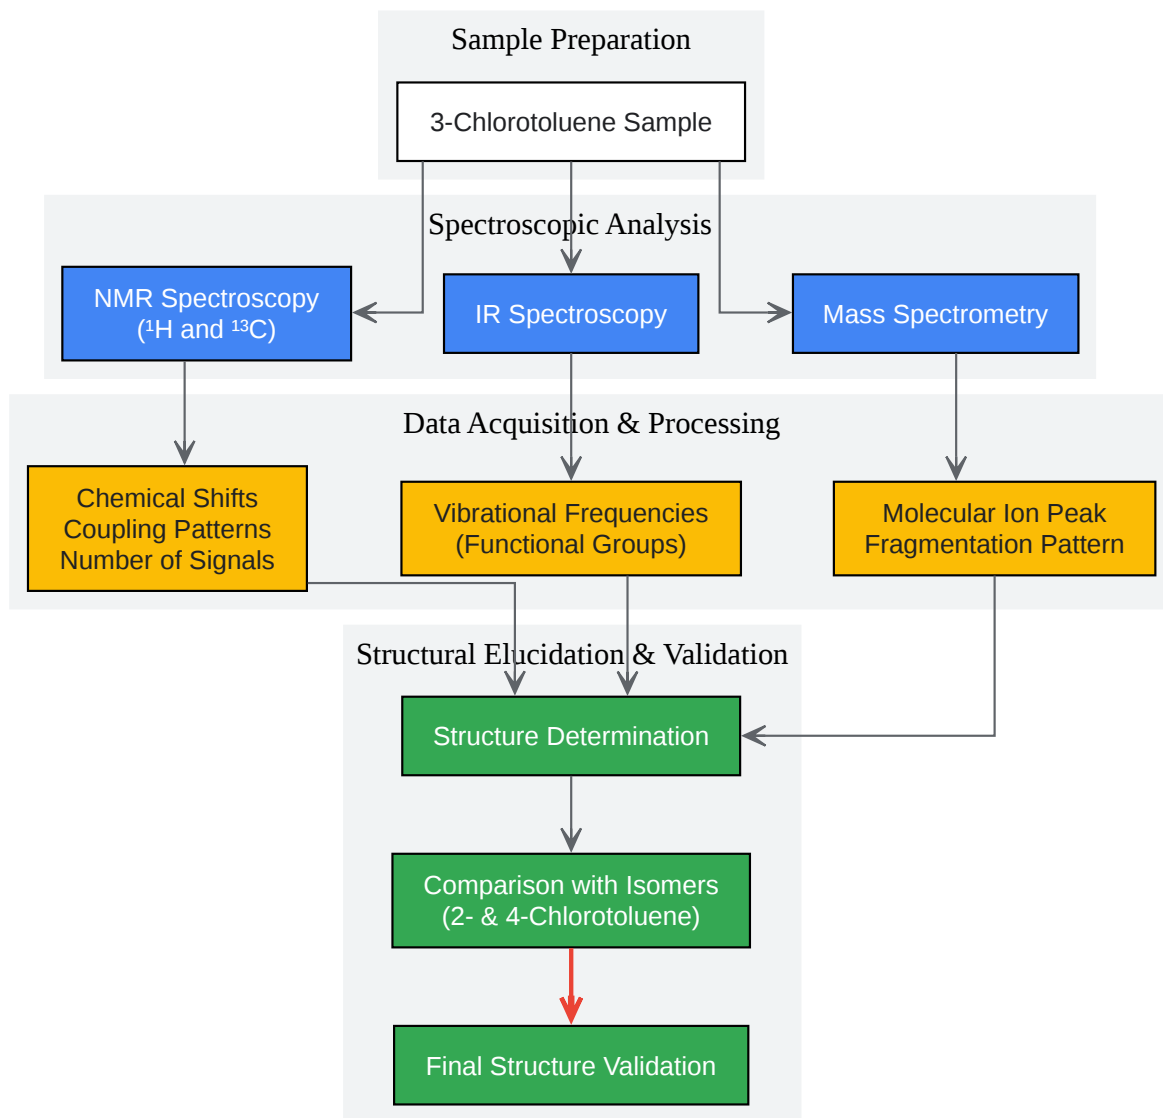 Sample Preparation
3-Chlorotoluene Sample
Spectroscopic Analysis
NMR Spectroscopy
(¹H and ¹³C)
IR Spectroscopy
Mass Spectrometry
Data Acquisition & Processing
Chemical Shifts
Coupling Patterns
Number of Signals
Vibrational Frequencies
(Functional Groups)
Molecular Ion Peak
Fragmentation Pattern
Structural Elucidation & Validation
Structure Determination
Comparison with Isomers
(2- & 4-Chlorotoluene)
Final Structure Validation